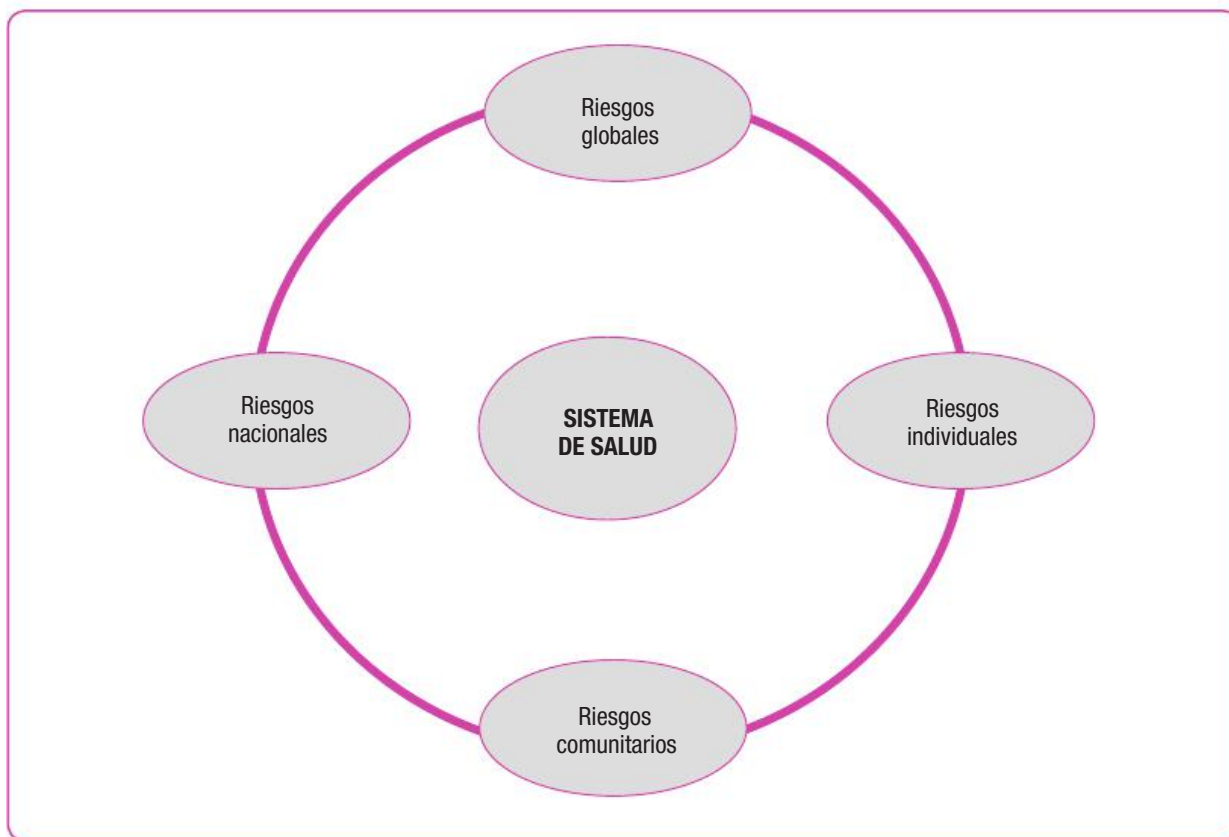 Riesgos
globales
Riesgos
nacionales
SISTEMA
DE SALUD
Riesgos
individuales
Riesgos
comunitarios